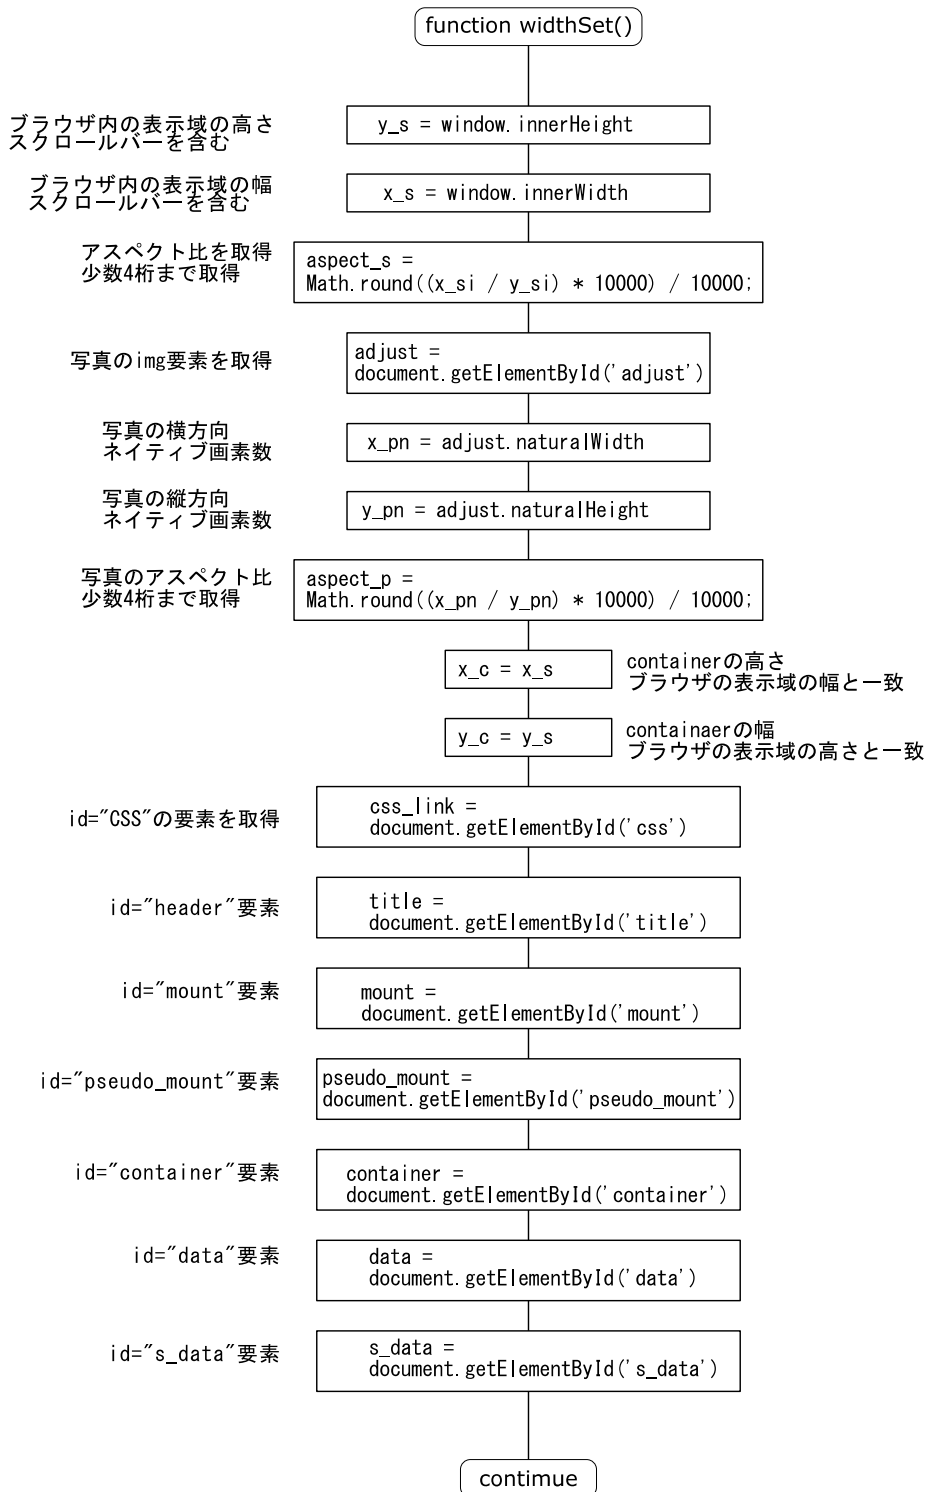 function widthSet()
ブラウザ内の表示域の高さ
スクロールバーを含む
y_s = window.innerHeight
ブラウザ内の表示域の幅
スクロールバーを含む
x_s = window.innerWidth
アスペクト比を取得
少数4桁まで取得
aspect_s =
Math.round((x_si / y_si) * 10000) / 10000;
写真のimg要素を取得
adjust =
document.getElementById('adjust')
写真の横方向
ネイティブ画素数
x_pn = adjust.naturalWidth
写真の縦方向
ネイティブ画素数
y_pn = adjust.naturalHeight
写真のアスペクト比
少数4桁まで取得
aspect_p =
Math.round((x_pn / y_pn) * 10000) / 10000;
x_c = x_s
containerの高さ
ブラウザの表示域の幅と一致
y_c = y_s
containaerの幅
ブラウザの表示域の高さと一致
id="CSS"の要素を取得
css_link =
document.getElementById('css')
id="header"要素
title =
document.getElementById('title')
id="mount"要素
mount =
document.getElementById('mount')
id="pseudo_mount"要素
pseudo_mount =
document.getElementById('pseudo_mount')
id="container"要素
container =
document.getElementById('container')
id="data"要素
data =
document.getElementById('data')
id="s_data"要素
s_data =
document.getElementById('s_data')
contimue